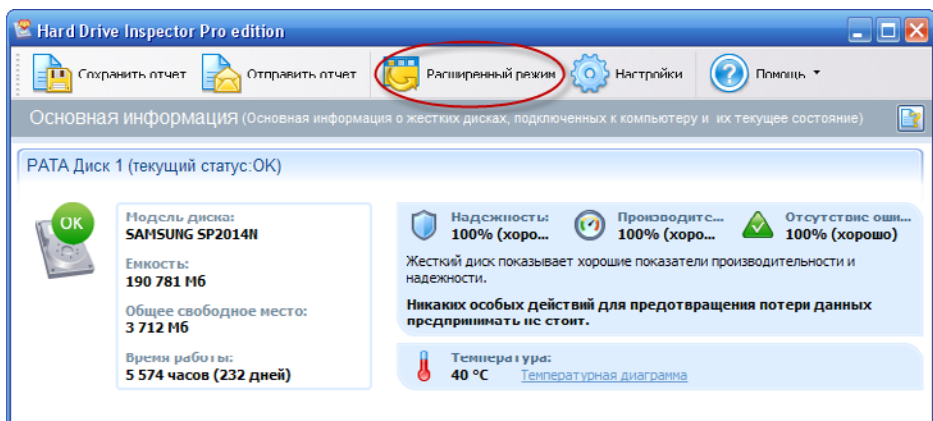 Hard Drive Inspector Pro edition
Сохранить отчет Отправить отчет Расширенный режим Настройки Помощь
Основная информация (Основная информация о жестких дисках, подключенных к компьютеру и их текущее состояние)
PATA Диск 1 (текущий статус:OK)
OK
Модель диска:
SAMSUNG SP2014N
Емкость:
190 781 Мб
Общее свободное место:
3 712 Мб
Время работы:
5 574 часов (232 дней)
Надежность: Производите... Отсутствие оши...
100% (хоро... 100% (хоро... 100% (хорошо)
Жесткий диск показывает хорошие показатели производительности и
надежности.
Никаких особых действий для предотвращения потери данных
предпринимать не стоит.
Температура:
40 °C Температурная диаграмма